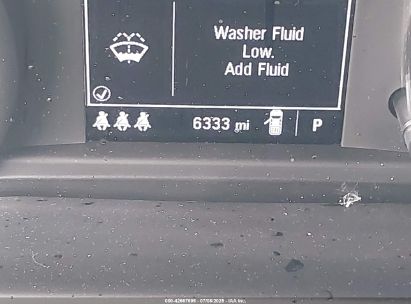 Washer Fluid
Low.
Add Fluid
6333 mi P